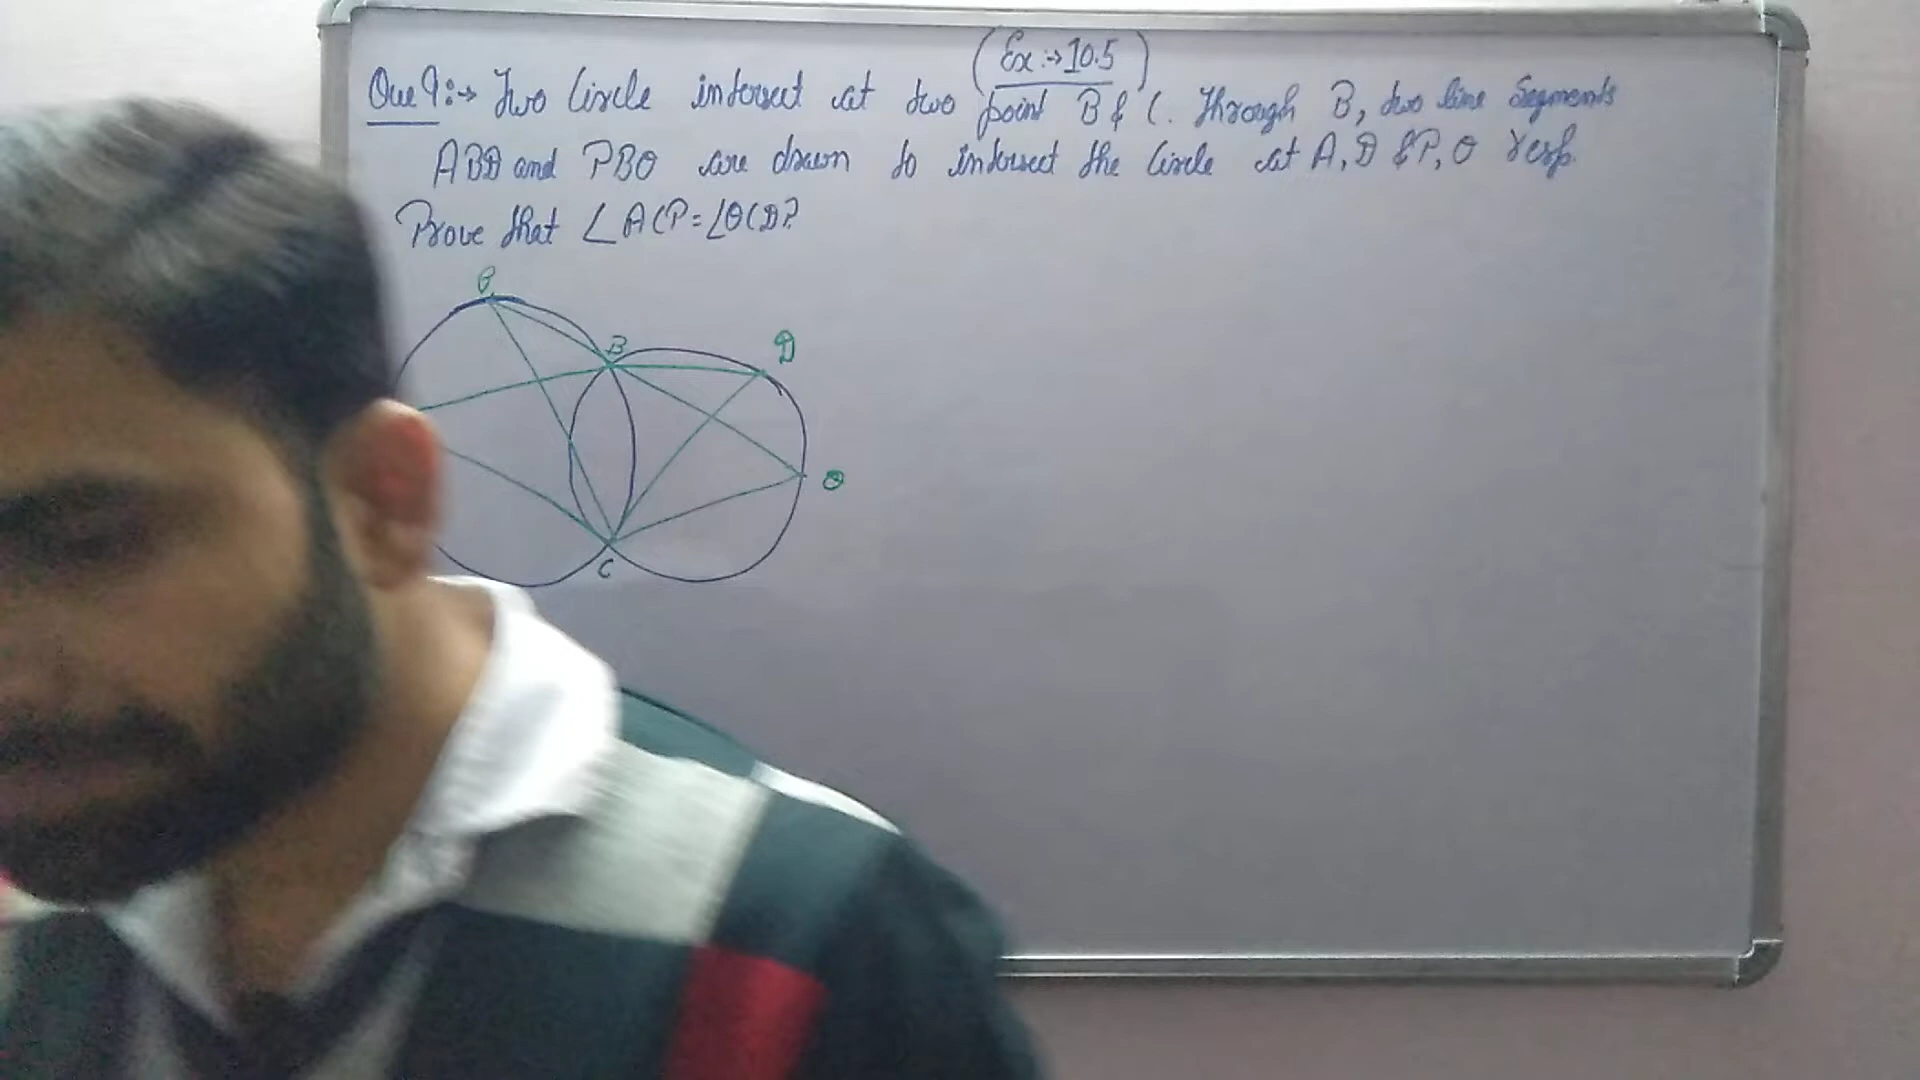 (Ex:→10.5)
Que 9:→ Two Circle intersect at two point B & C. Through B, two line Segments
ABD and PBQ are drawn to intersect the Circle at A, D & P, Q resp.
Prove that ∠ACP=∠QCD?
P
B
D
Q
C